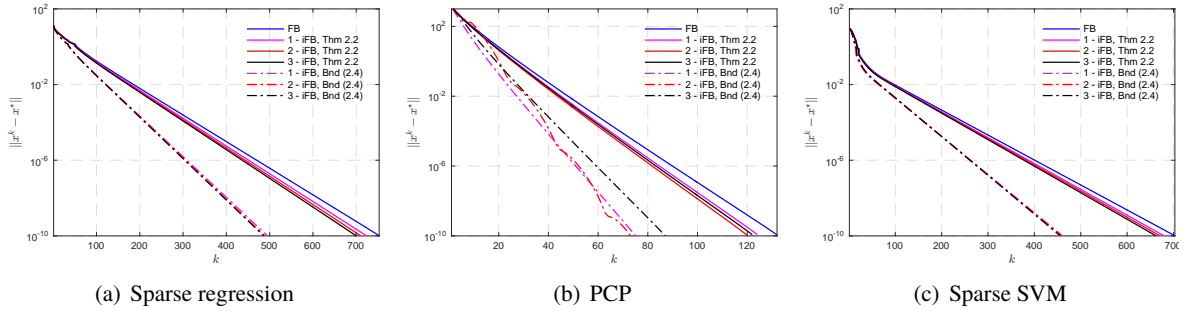 10^2
10^-2
10^-6
10^-10
||x^k − x^⋆||
100 200 300 400 500 600 700
k
FB
1 - iFB, Thm 2.2
2 - iFB, Thm 2.2
3 - iFB, Thm 2.2
1 - iFB, Bnd (2.4)
2 - iFB, Bnd (2.4)
3 - iFB, Bnd (2.4)
(a) Sparse regression
10^2
10^-2
10^-6
10^-10
||x^k − x^⋆||
20 40 60 80 100 120
k
FB
1 - iFB, Thm 2.2
2 - iFB, Thm 2.2
3 - iFB, Thm 2.2
1 - iFB, Bnd (2.4)
2 - iFB, Bnd (2.4)
3 - iFB, Bnd (2.4)
(b) PCP
10^2
10^-2
10^-6
10^-10
||x^k − x^⋆||
100 200 300 400 500 600 700
k
FB
1 - iFB, Thm 2.2
2 - iFB, Thm 2.2
3 - iFB, Thm 2.2
1 - iFB, Bnd (2.4)
2 - iFB, Bnd (2.4)
3 - iFB, Bnd (2.4)
(c) Sparse SVM